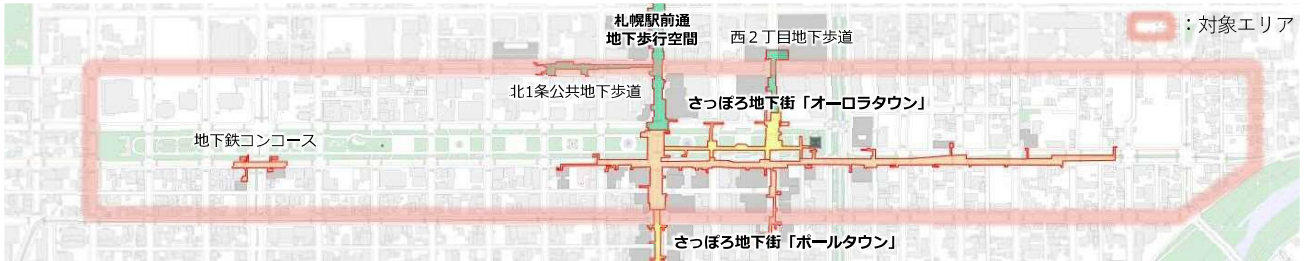 札幌駅前通
地下歩行空間
西２丁目地下歩道
：対象エリア
北1条公共地下歩道
さっぽろ地下街「オーロラタウン」
地下鉄コンコース
さっぽろ地下街「ポールタウン」